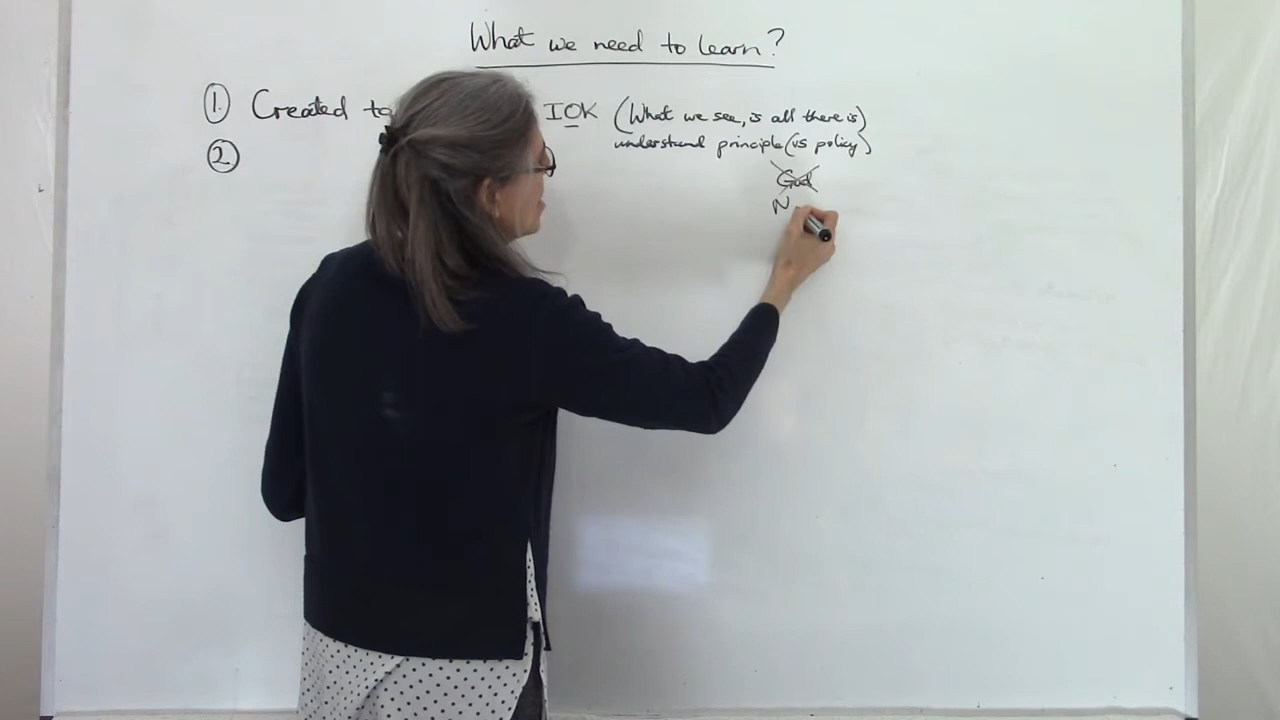 What we need to learn?
① Created to IOK (What we see, is all there is)
understand principle (vs policy)
②
God
N